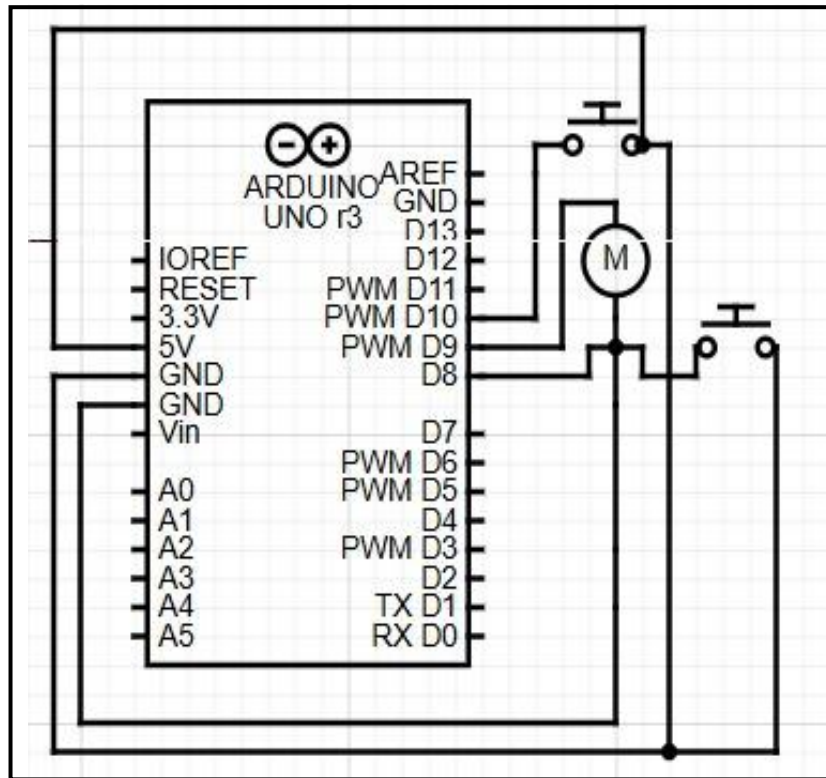 ARDUINO
UNO r3
IOREF
RESET
3.3V
5V
GND
GND
Vin
A0
A1
A2
A3
A4
A5
AREF
GND
D13
D12
PWM D11
PWM D10
PWM D9
D8
D7
PWM D6
PWM D5
D4
PWM D3
D2
TX D1
RX D0
M